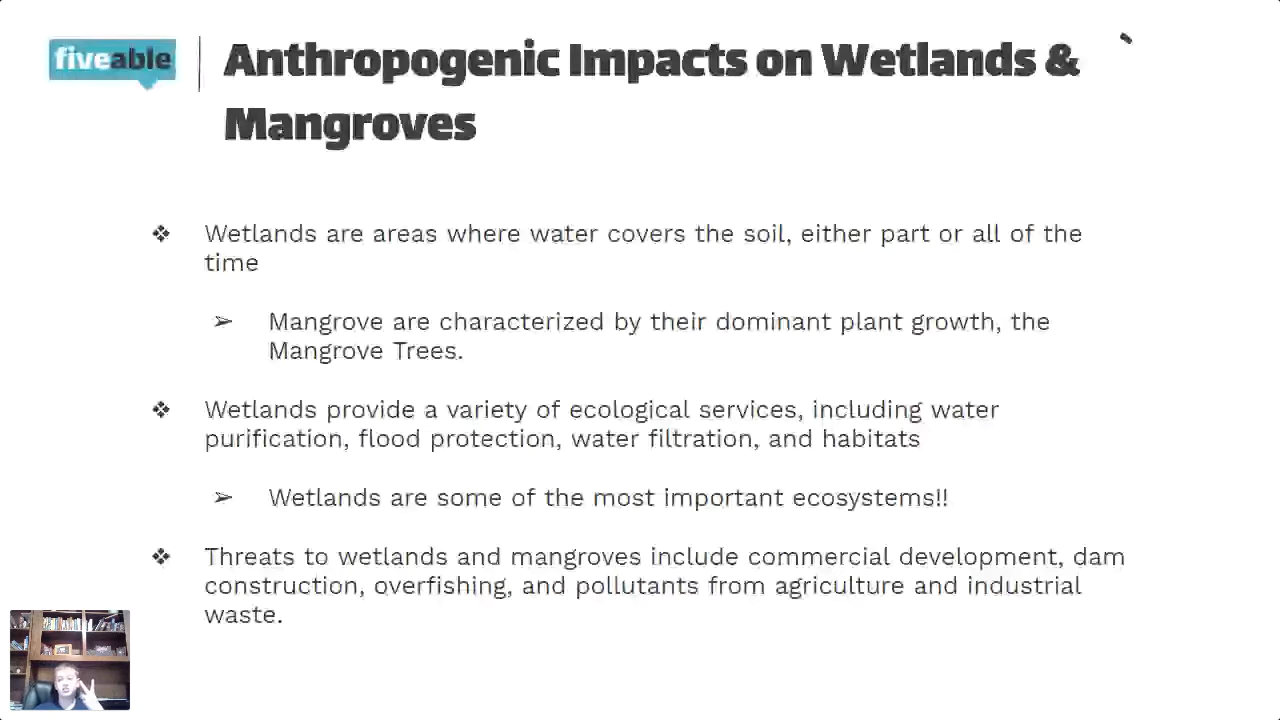 fiveable
Anthropogenic Impacts on Wetlands &
Mangroves
❖ Wetlands are areas where water covers the soil, either part or all of the
time
➢ Mangrove are characterized by their dominant plant growth, the
Mangrove Trees.
❖ Wetlands provide a variety of ecological services, including water
purification, flood protection, water filtration, and habitats
➢ Wetlands are some of the most important ecosystems!!
❖ Threats to wetlands and mangroves include commercial development, dam
construction, overfishing, and pollutants from agriculture and industrial
waste.